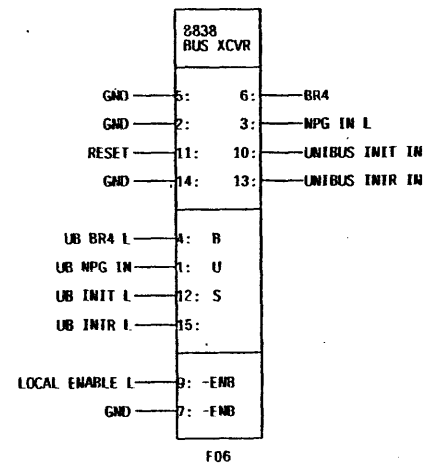 8838
BUS XCVR
GND 5: 6: BR4
GND 2: 3: NPG IN L
RESET 11: 10: UNIBUS INIT IN
GND 14: 13: UNIBUS INTR IN
UB BR4 L 4: B
UB NPG IN 1: U
UB INIT L 12: S
UB INTR L 15:
LOCAL ENABLE L 9: -ENB
GND 7: -ENB
F06